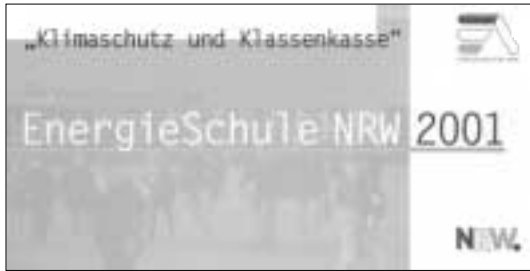 „Klimaschutz und Klassenkasse"
EnergieSchule NRW 2001
NRW.